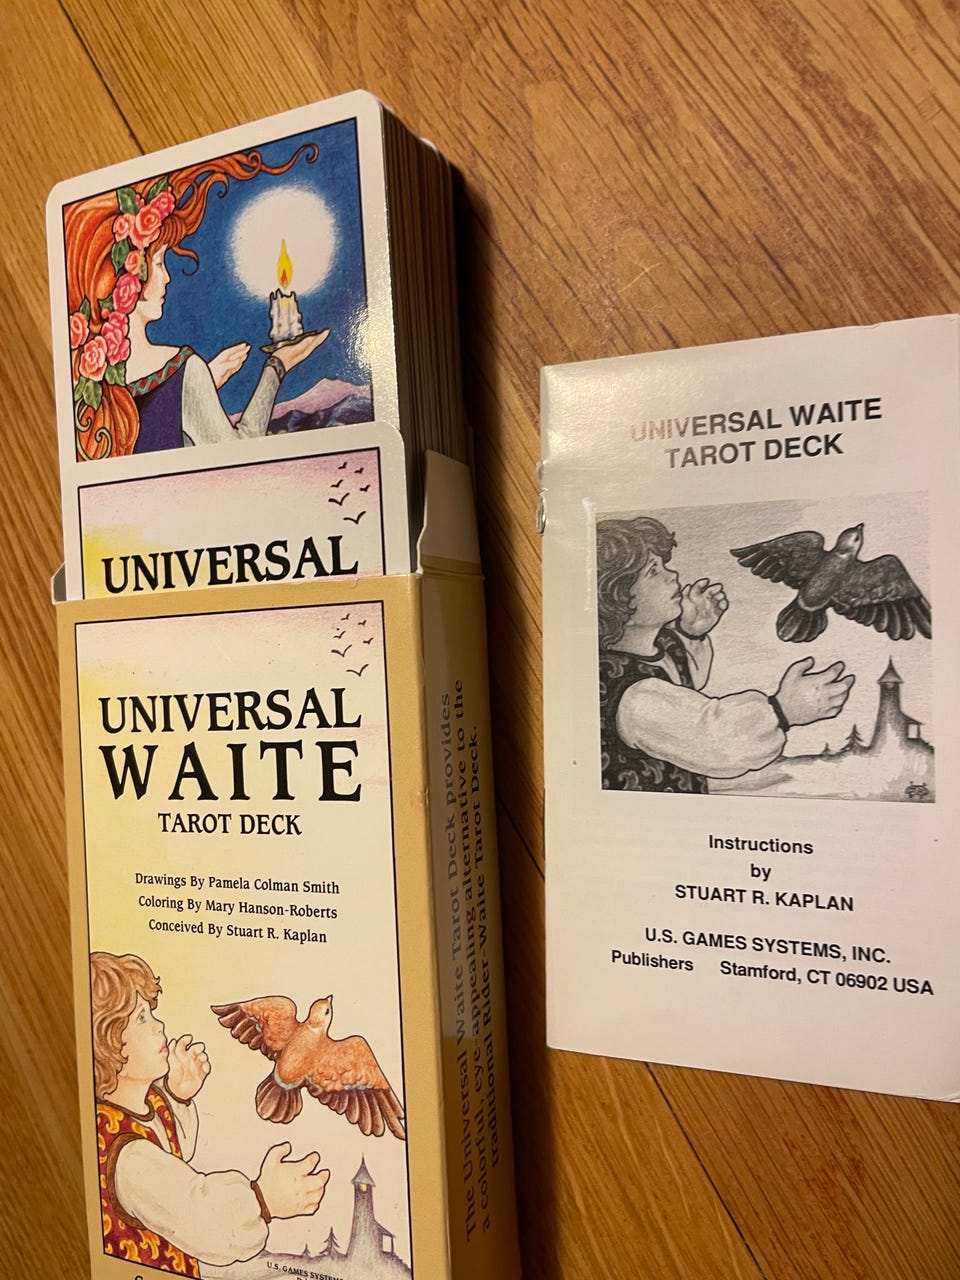 UNIVERSAL
UNIVERSAL
WAITE
TAROT DECK
Drawings By Pamela Colman Smith
Coloring By Mary Hanson-Roberts
Conceived By Stuart R. Kaplan
U.S. GAMES SYSTEMS
The Universal Waite Tarot Deck provides
a colorful, eye-appealing alternative to the
traditional Rider-Waite Tarot Deck.
UNIVERSAL WAITE
TAROT DECK
Instructions
by
STUART R. KAPLAN
U.S. GAMES SYSTEMS, INC.
Publishers Stamford, CT 06902 USA